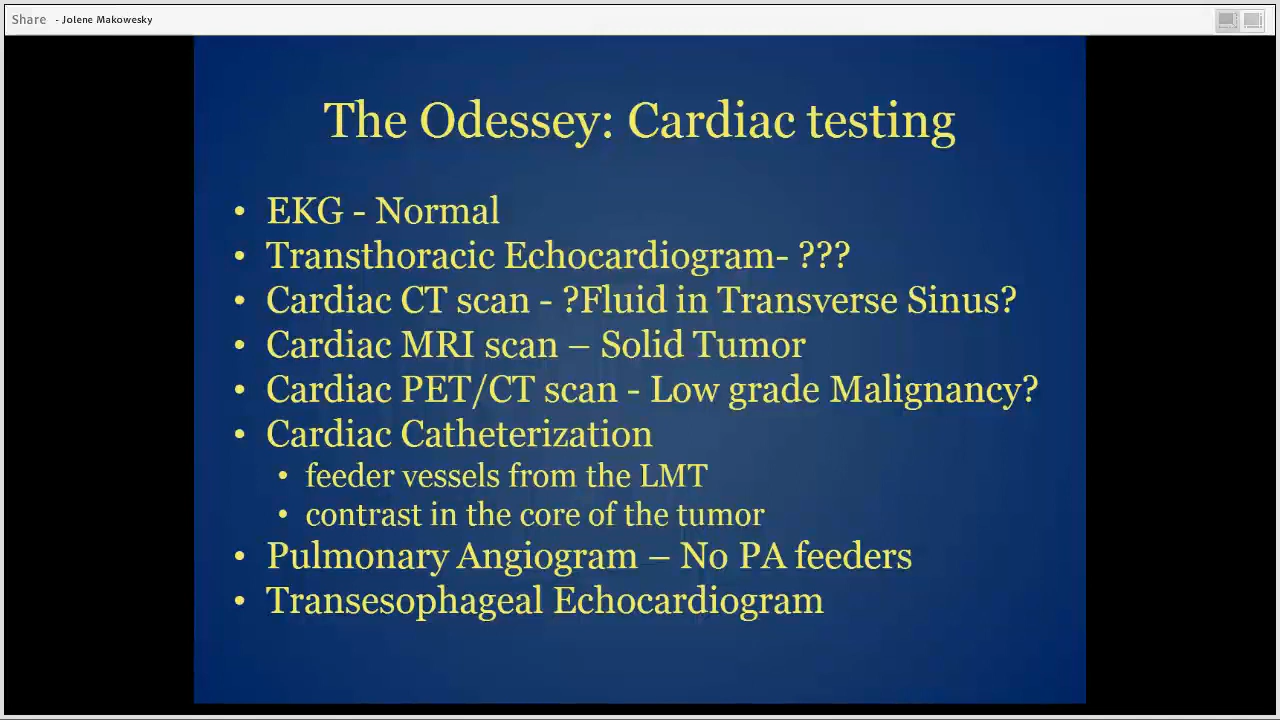 Share - Jolene Makowesky
The Odessey: Cardiac testing
• EKG - Normal
• Transthoracic Echocardiogram- ???
• Cardiac CT scan - ?Fluid in Transverse Sinus?
• Cardiac MRI scan – Solid Tumor
• Cardiac PET/CT scan - Low grade Malignancy?
• Cardiac Catheterization
• feeder vessels from the LMT
• contrast in the core of the tumor
• Pulmonary Angiogram – No PA feeders
• Transesophageal Echocardiogram